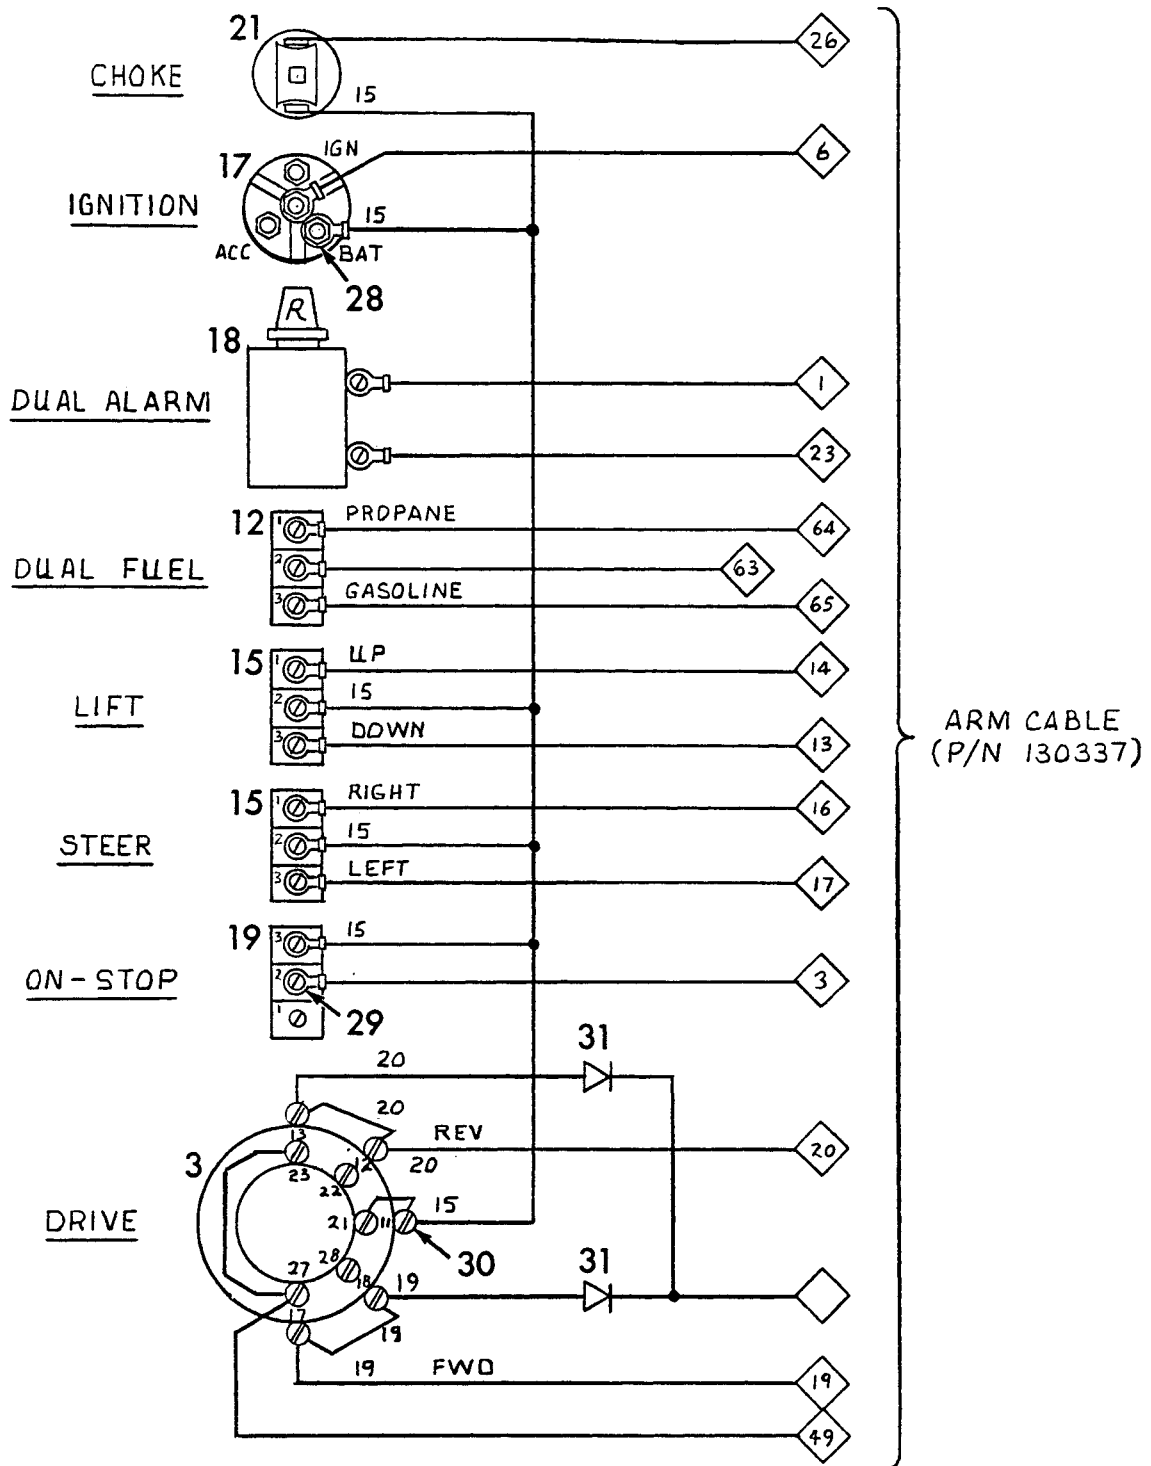 21
26
CHOKE
15
IGN
17
6
IGNITION
15
ACC
BAT
28
R
18
1
DUAL ALARM
23
12
1
PROPANE
64
DUAL FUEL
2
63
3
GASOLINE
65
15
1
UP
14
LIFT
2
15
3
DOWN
13
ARM CABLE
(P/N 130337)
15
1
RIGHT
16
STEER
2
15
3
LEFT
17
19
3
15
ON-STOP
2
3
1
29
31
20
20
13
REV
3
23
12
20
20
22
DRIVE
21
11
15
30
31
28
27
18
19
17
19
19
FWD
19
49